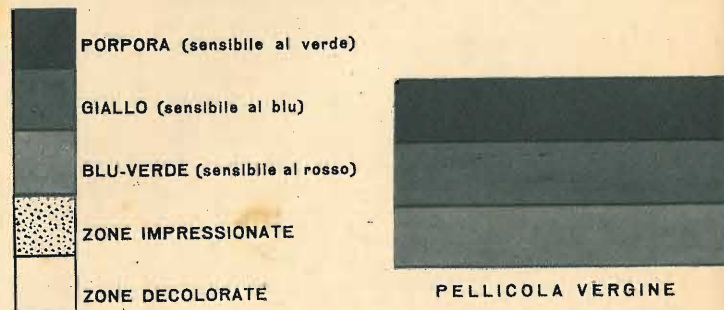 PORPORA (sensibile al verde)
GIALLO (sensibile al blu)
BLU-VERDE (sensibile al rosso)
ZONE IMPRESSIONATE
ZONE DECOLORATE
PELLICOLA VERGINE